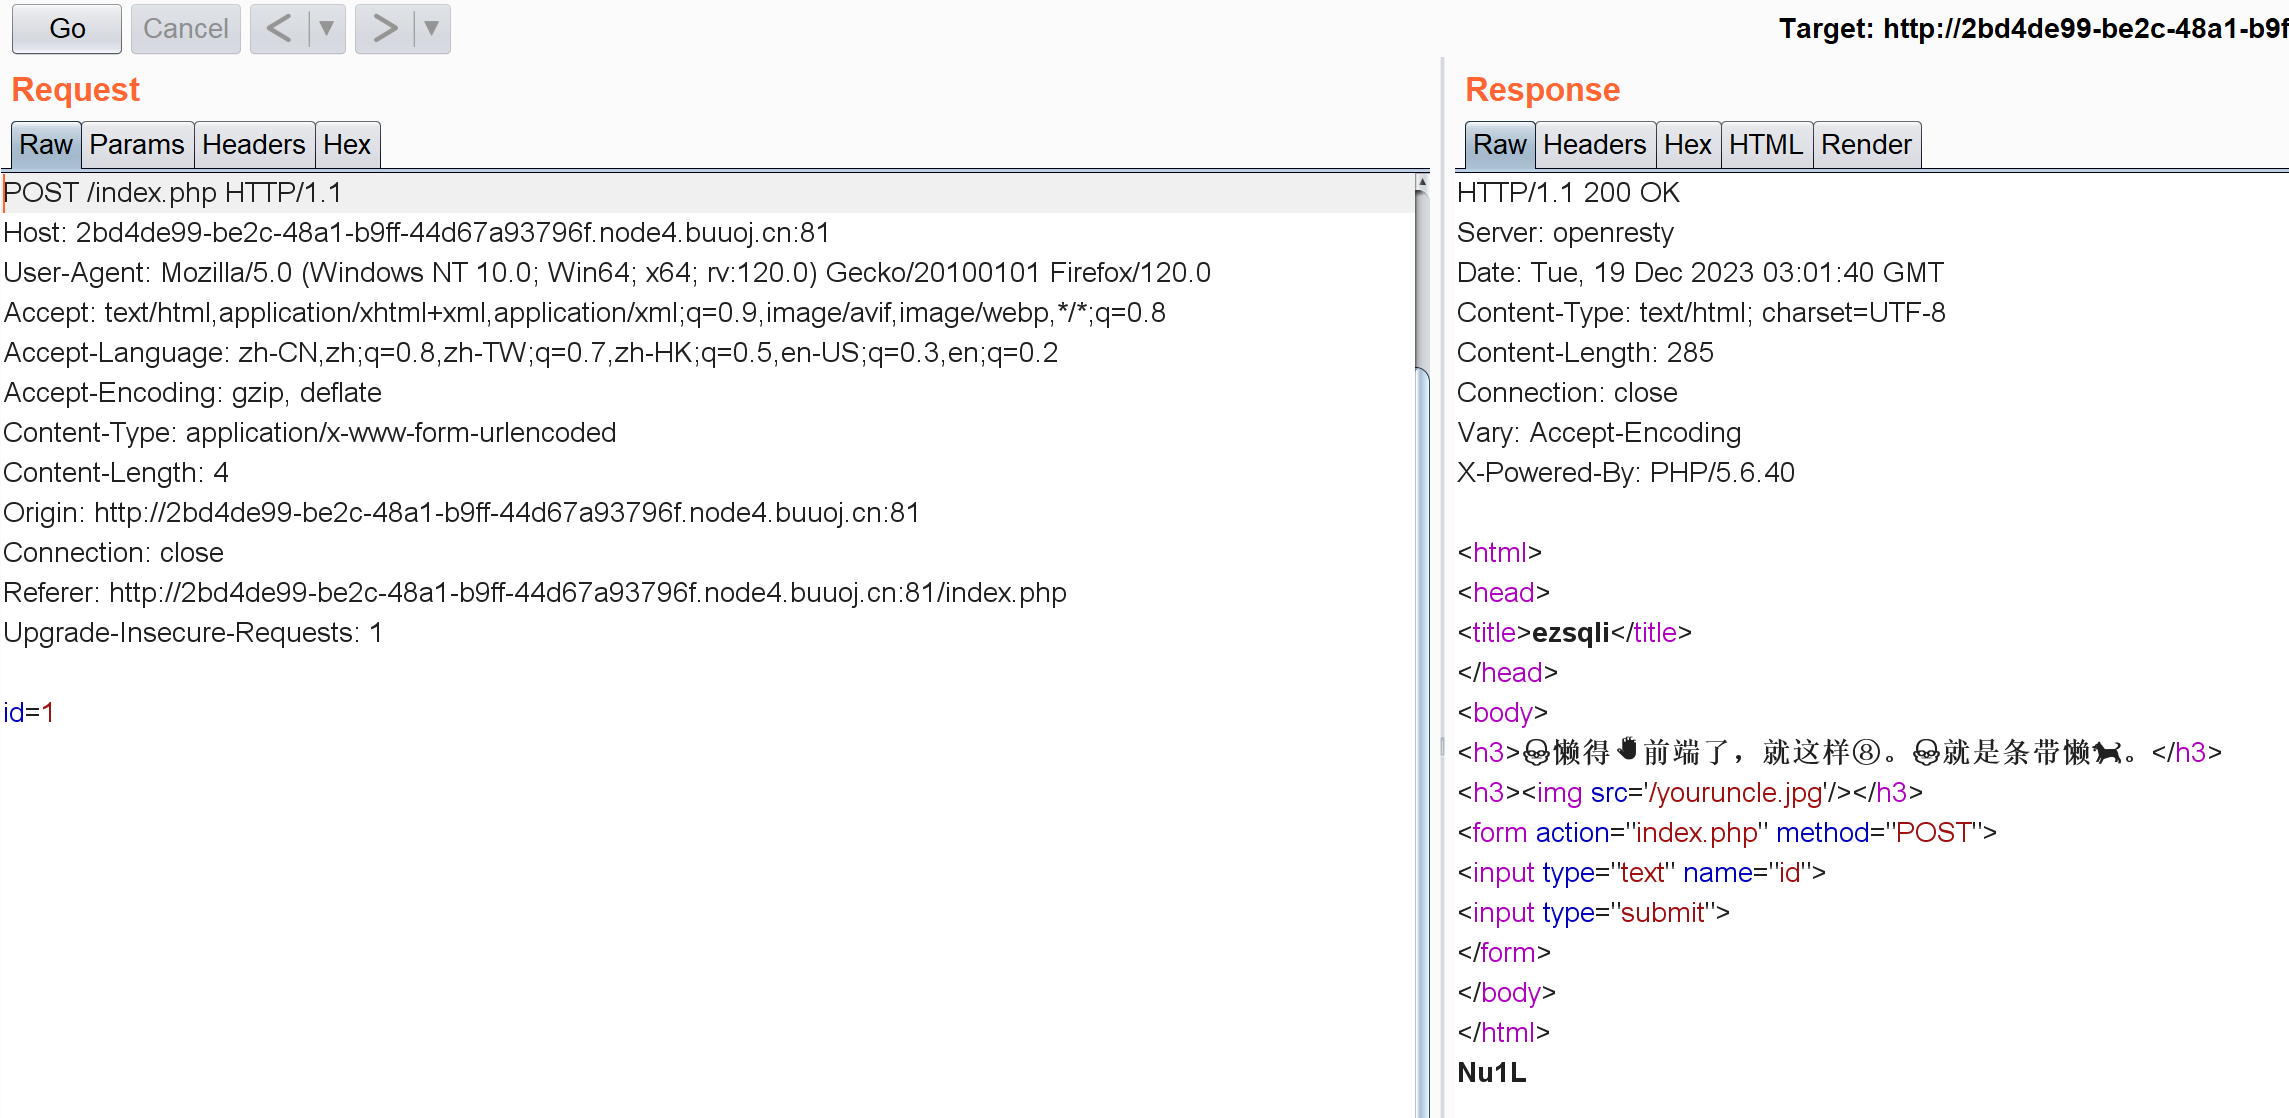 Go Cancel < ▼ > ▼ Target: http://2bd4de99-be2c-48a1-b9f
Request
Raw Params Headers Hex
POST /index.php HTTP/1.1
Host: 2bd4de99-be2c-48a1-b9ff-44d67a93796f.node4.buuoj.cn:81
User-Agent: Mozilla/5.0 (Windows NT 10.0; Win64; x64; rv:120.0) Gecko/20100101 Firefox/120.0
Accept: text/html,application/xhtml+xml,application/xml;q=0.9,image/avif,image/webp,*/*;q=0.8
Accept-Language: zh-CN,zh;q=0.8,zh-TW;q=0.7,zh-HK;q=0.5,en-US;q=0.3,en;q=0.2
Accept-Encoding: gzip, deflate
Content-Type: application/x-www-form-urlencoded
Content-Length: 4
Origin: http://2bd4de99-be2c-48a1-b9ff-44d67a93796f.node4.buuoj.cn:81
Connection: close
Referer: http://2bd4de99-be2c-48a1-b9ff-44d67a93796f.node4.buuoj.cn:81/index.php
Upgrade-Insecure-Requests: 1
id=1
Response
Raw Headers Hex HTML Render
HTTP/1.1 200 OK
Server: openresty
Date: Tue, 19 Dec 2023 03:01:40 GMT
Content-Type: text/html; charset=UTF-8
Content-Length: 285
Connection: close
Vary: Accept-Encoding
X-Powered-By: PHP/5.6.40
<html>
<head>
<title>ezsqli</title>
</head>
<body>
<h3>👴懒得🤚前端了，就这样⑧。👴就是条带懒🐕。</h3>
<h3><img src='/youruncle.jpg'/></h3>
<form action="index.php" method="POST">
<input type="text" name="id">
<input type="submit">
</form>
</body>
</html>
Nu1L